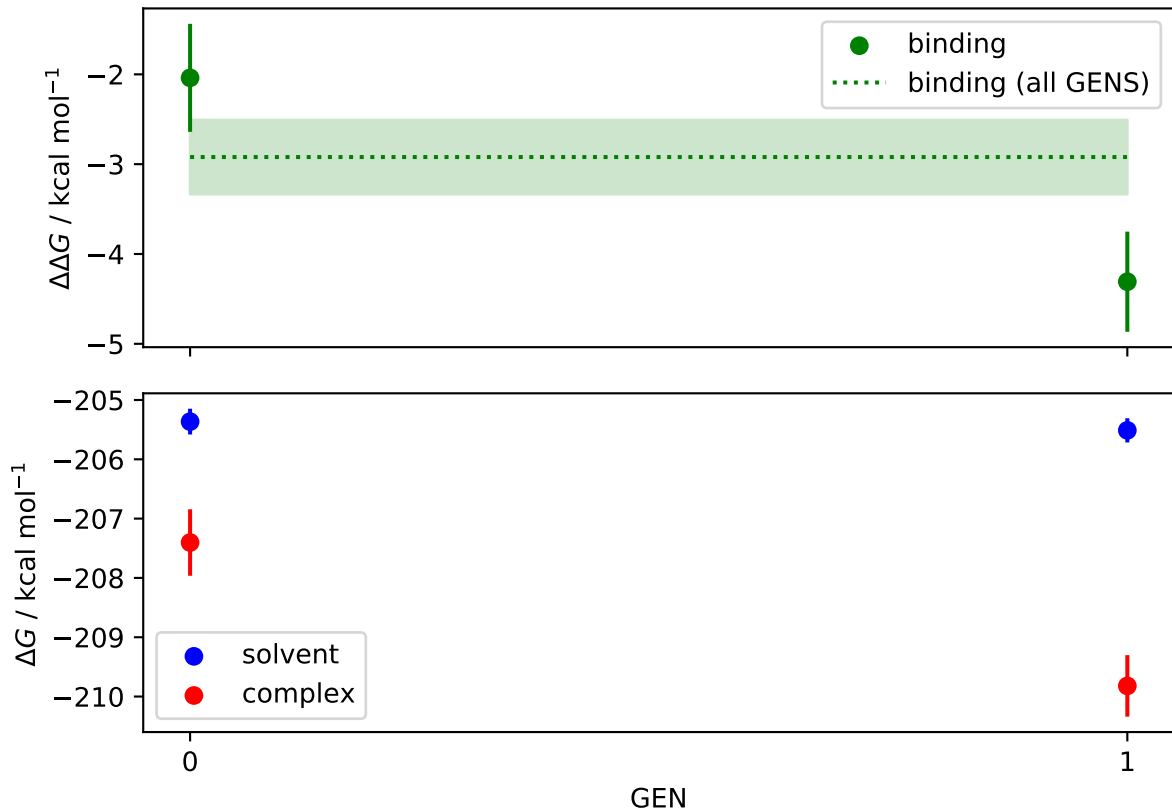 ΔΔG / kcal mol⁻¹
−2
−3
−4
−5
binding
binding (all GENS)
ΔG / kcal mol⁻¹
−205
−206
−207
−208
−209
−210
solvent
complex
0
1
GEN